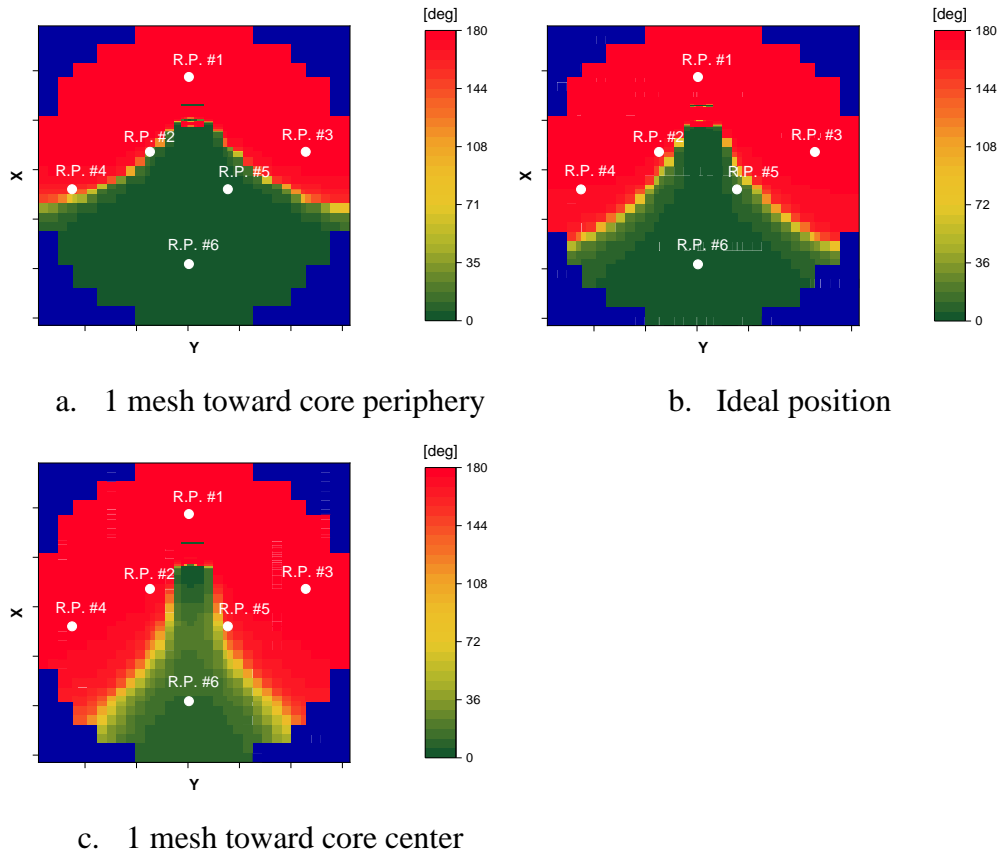 [deg]
180
R.P. #1
144
R.P. #2
R.P. #3
108
R.P. #4
R.P. #5
X
71
R.P. #6
36
0
Y
a. 1 mesh toward core periphery
[deg]
180
R.P. #1
144
R.P. #2
R.P. #3
108
R.P. #4
R.P. #5
X
71
R.P. #6
36
0
Y
b. Ideal position
[deg]
180
R.P. #1
144
R.P. #2
R.P. #3
108
R.P. #4
R.P. #5
X
72
R.P. #6
36
0
Y
c. 1 mesh toward core center